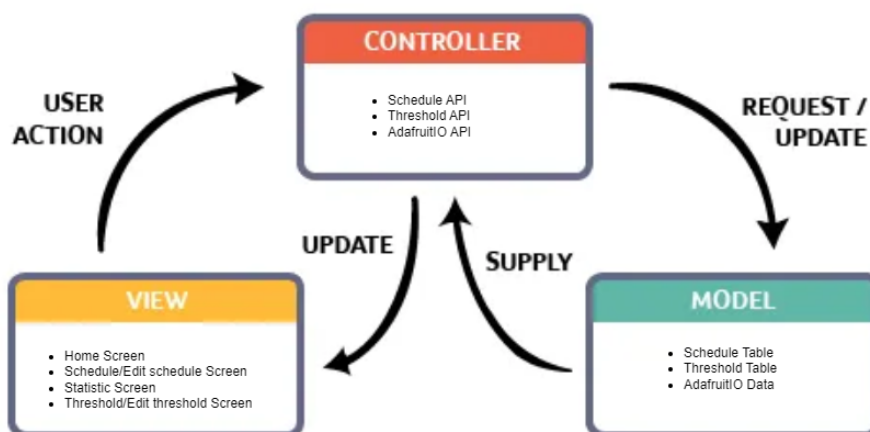 CONTROLLER
• Schedule API
• Threshold API
• AdafruitIO API
USER
ACTION
REQUEST /
UPDATE
UPDATE
SUPPLY
VIEW
• Home Screen
• Schedule/Edit schedule Screen
• Statistic Screen
• Threshold/Edit threshold Screen
MODEL
• Schedule Table
• Threshold Table
• AdafruitIO Data